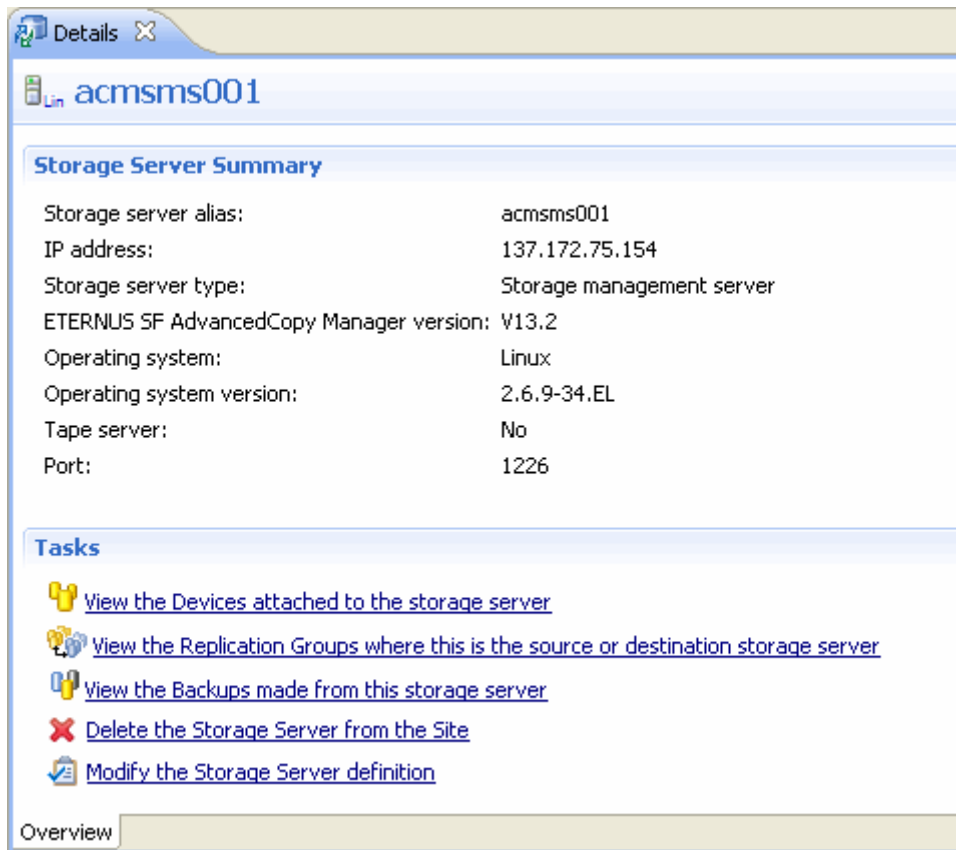 Details
Lin acmsms001
Storage Server Summary
Storage server alias: acmsms001
IP address: 137.172.75.154
Storage server type: Storage management server
ETERNUS SF AdvancedCopy Manager version: V13.2
Operating system: Linux
Operating system version: 2.6.9-34.EL
Tape server: No
Port: 1226
Tasks
View the Devices attached to the storage server
View the Replication Groups where this is the source or destination storage server
View the Backups made from this storage server
Delete the Storage Server from the Site
Modify the Storage Server definition
Overview